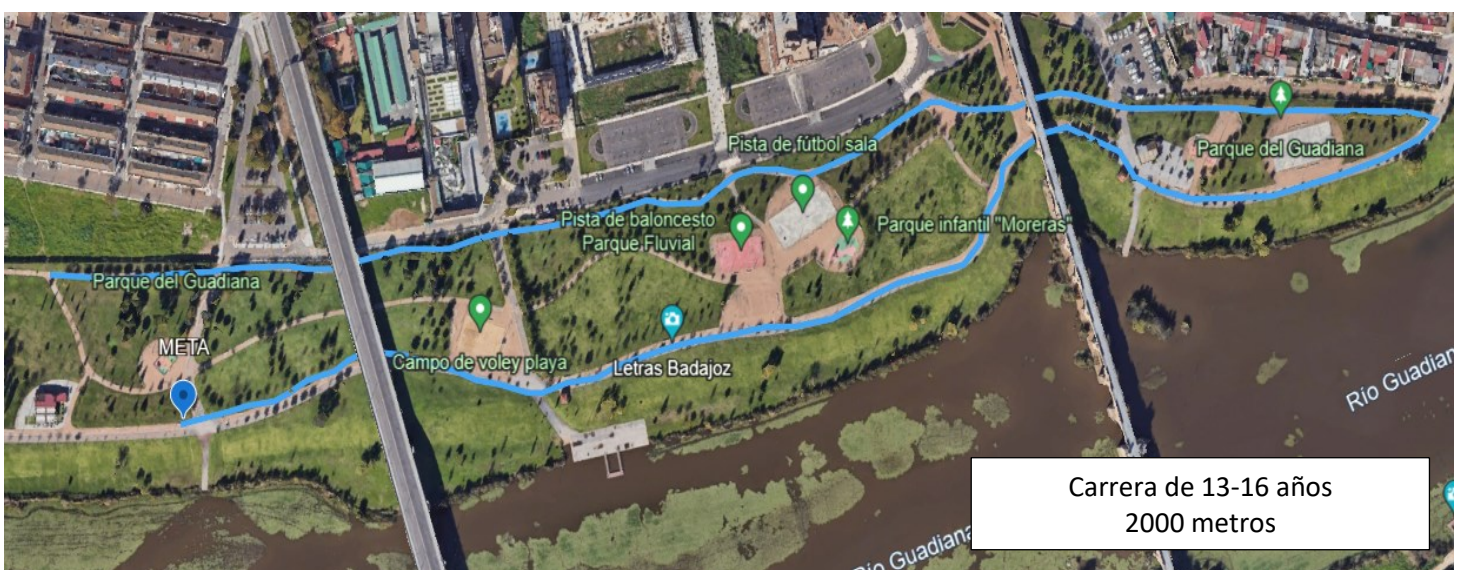 Pista de fútbol sala
Parque del Guadiana
Pista de baloncesto
Parque Fluvial
Parque infantil "Moreras"
Parque del Guadiana
META
Campo de voley playa
Letras Badajoz
Río Guadian
Río Guadiana
Carrera de 13-16 años
2000 metros